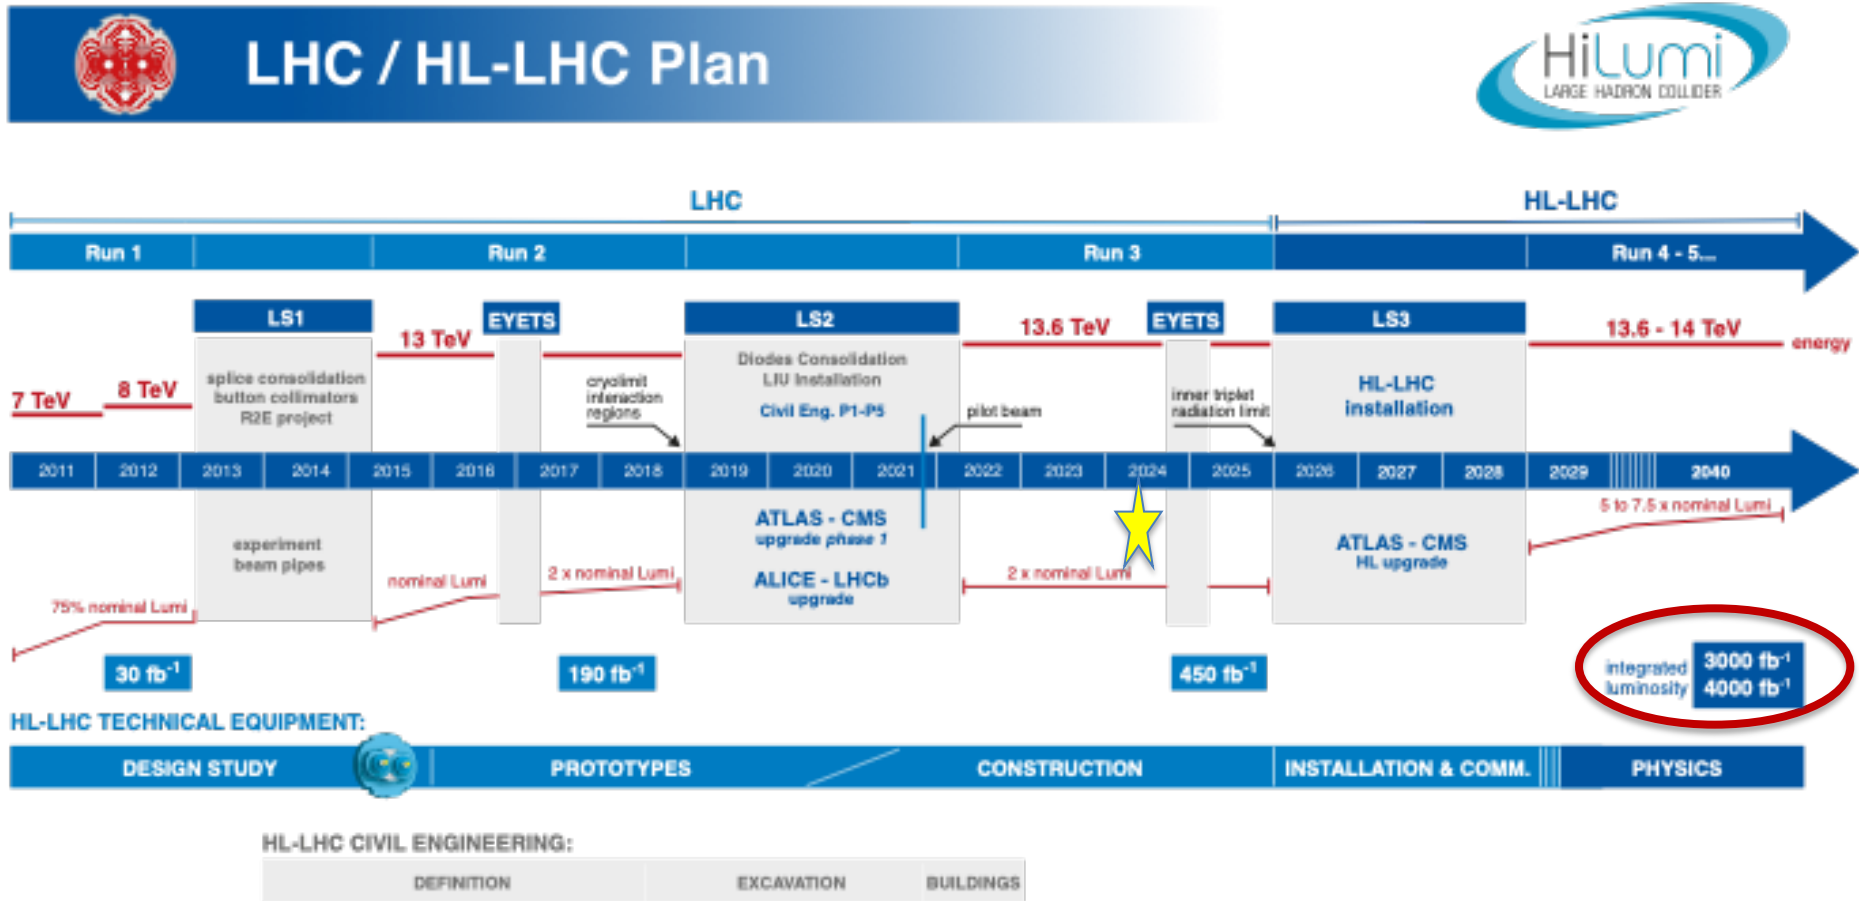 LHC / HL-LHC Plan
HiLumi
LARGE HADRON COLLIDER
LHC
HL-LHC
Run 1
Run 2
Run 3
Run 4 - 5...
LS1
EYETS
LS2
EYETS
LS3
13 TeV
13.6 TeV
13.6 - 14 TeV
energy
7 TeV
8 TeV
splice consolidation
button collimators
R2E project
cryolimit
interaction
regions
Diodes Consolidation
LIU Installation
Civil Eng. P1-P5
pilot beam
inner triplet
radiation limit
HL-LHC
installation
2011
2012
2013
2014
2015
2016
2017
2018
2019
2020
2021
2022
2023
2024
2025
2026
2027
2028
2029
2040
5 to 7.5 x nominal Lumi
experiment
beam pipes
ATLAS - CMS
upgrade phase 1
ALICE - LHCb
upgrade
ATLAS - CMS
HL upgrade
75% nominal Lumi
nominal Lumi
2 x nominal Lumi
2 x nominal Lumi
30 fb⁻¹
190 fb⁻¹
450 fb⁻¹
integrated
luminosity
3000 fb⁻¹
4000 fb⁻¹
HL-LHC TECHNICAL EQUIPMENT:
DESIGN STUDY
PROTOTYPES
CONSTRUCTION
INSTALLATION & COMM.
PHYSICS
HL-LHC CIVIL ENGINEERING:
DEFINITION
EXCAVATION
BUILDINGS